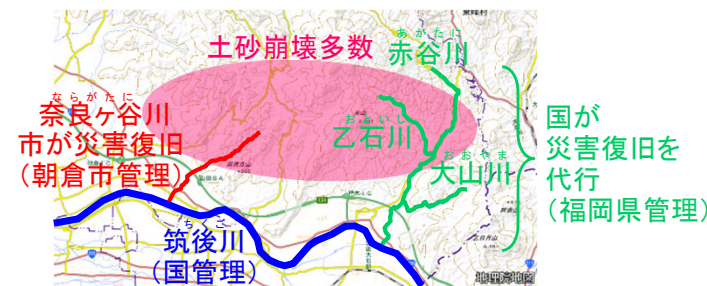 土砂崩壊多数
あかたに
赤谷川
ならがたに
奈良ヶ谷川
市が災害復旧
（朝倉市管理）
おといし
乙石川
おおやま
大山川
国が
災害復旧を
代行
（福岡県管理）
ちくご
筑後川
（国管理）
地理院地図